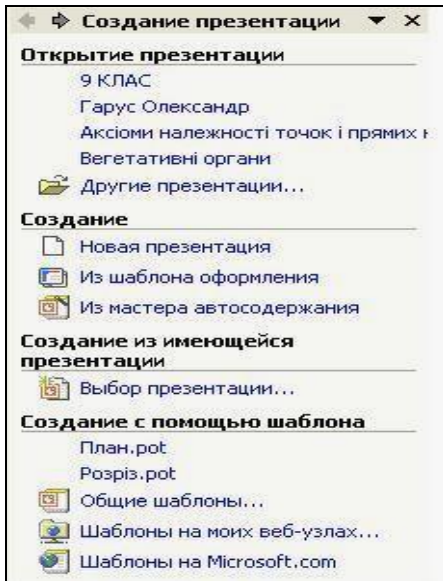 Создание презентации
Открытие презентации
9 КЛАС
Гарус Олександр
Аксіоми належності точок і прямих
Вегетативні органи
Другие презентации...
Создание
Новая презентация
Из шаблона оформления
Из мастера автосодержания
Создание из имеющейся
презентации
Выбор презентации...
Создание с помощью шаблона
План.pot
Розріз.pot
Общие шаблоны...
Шаблоны на моих веб-узлах...
Шаблоны на Microsoft.com